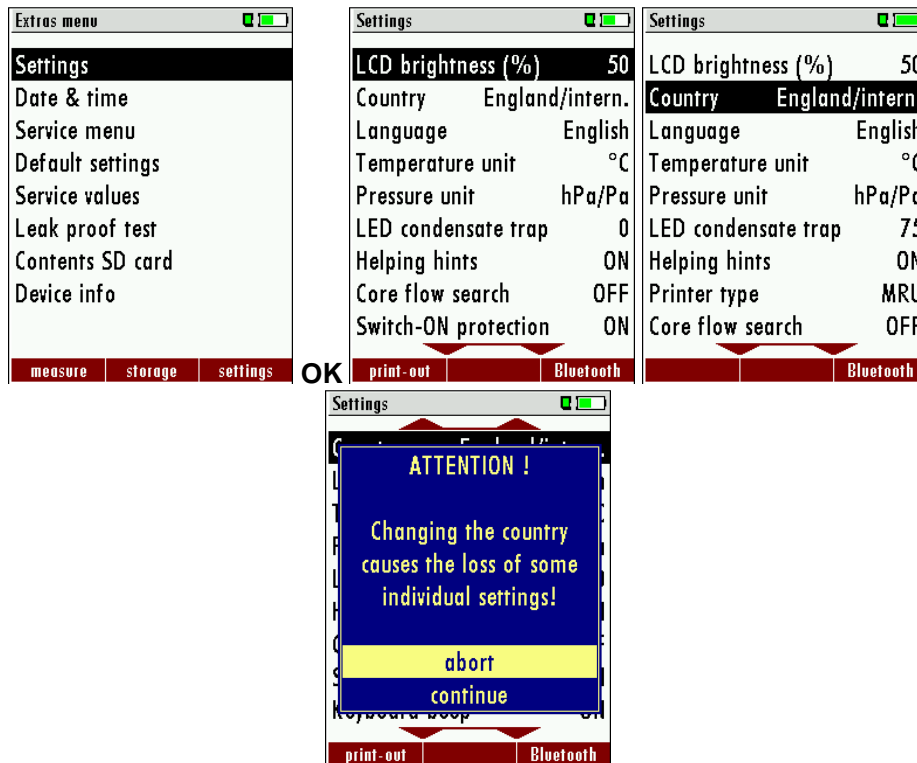 Extras menu
Settings
Date & time
Service menu
Default settings
Service values
Leak proof test
Contents SD card
Device info
measure storage settings
OK
Settings
LCD brightness (%) 50
Country England/intern.
Language English
Temperature unit °C
Pressure unit hPa/Pa
LED condensate trap 0
Helping hints ON
Core flow search OFF
Switch-ON protection ON
print-out Bluetooth
Settings
LCD brightness (%) 50
Country England/intern
Language English
Temperature unit °C
Pressure unit hPa/Pa
LED condensate trap 75
Helping hints ON
Printer type MRU
Core flow search OFF
Bluetooth
Settings
ATTENTION !
Changing the country
causes the loss of some
individual settings!
abort
continue
print-out Bluetooth